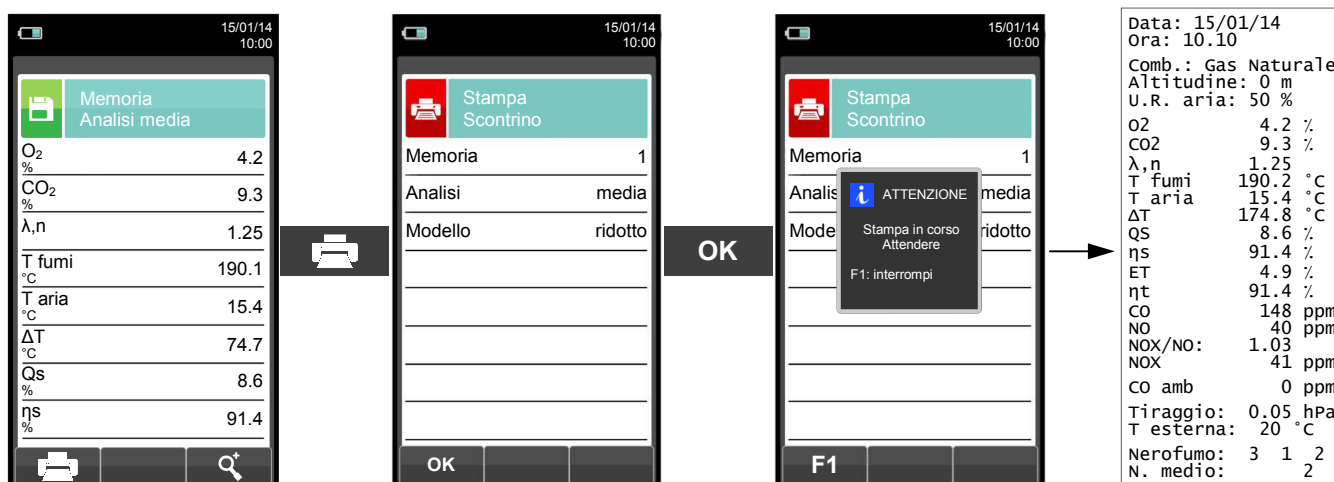 15/01/14
10:00
Memoria
Analisi media
O2
%
4.2
CO2
%
9.3
λ,n
1.25
T fumi
°C
190.1
T aria
°C
15.4
ΔT
°C
74.7
Qs
%
8.6
ηs
%
91.4
15/01/14
10:00
Stampa
Scontrino
Memoria 1
Analisi media
Modello ridotto
OK
OK
15/01/14
10:00
Stampa
Scontrino
Memoria 1
Analis media
Mode ridotto
i ATTENZIONE
Stampa in corso
Attendere
F1: interrompi
F1
Data: 15/01/14
Ora: 10.10
Comb.: Gas Naturale
Altitudine: 0 m
U.R. aria: 50 %
O2 4.2 %
CO2 9.3 %
λ,n 1.25
T fumi 190.2 °C
T aria 15.4 °C
ΔT 174.8 °C
QS 8.6 %
ηs 91.4 %
ET 4.9 %
ηt 91.4 %
CO 148 ppm
NO 40 ppm
NOX/NO: 1.03
NOX 41 ppm
CO amb 0 ppm
Tiraggio: 0.05 hPa
T esterna: 20 °C
Nerofumo: 3 1 2
N. medio: 2